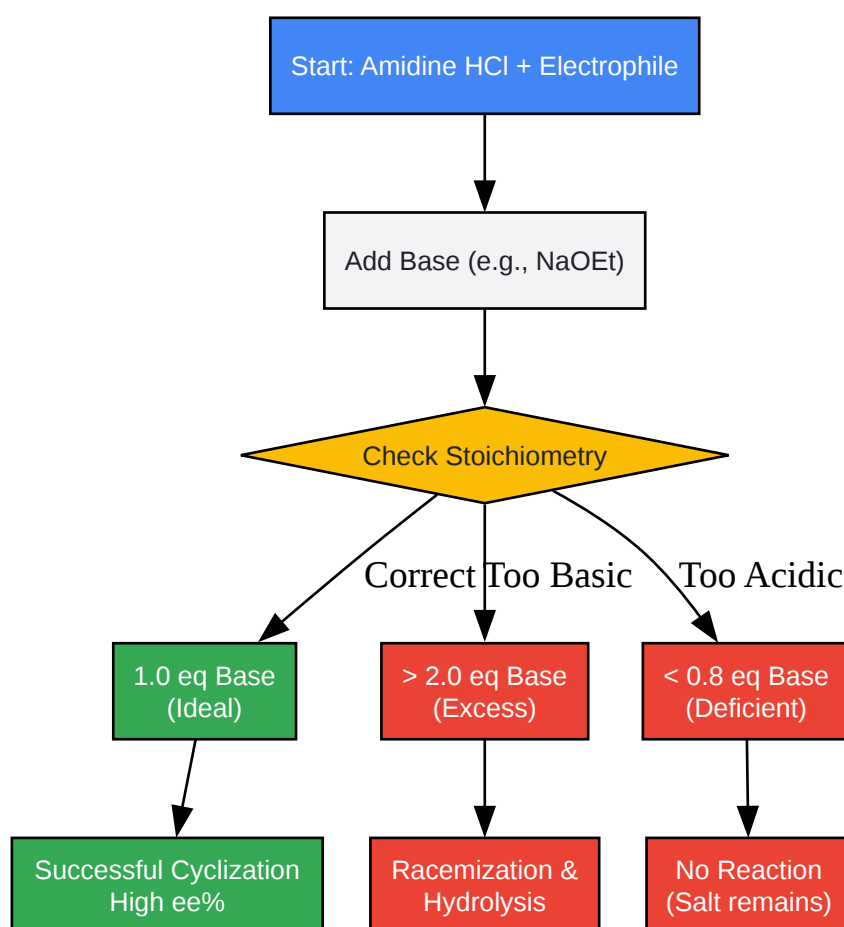 Start: Amidine HCl + Electrophile
Add Base (e.g., NaOEt)
Check Stoichiometry
Correct
Too Basic
Too Acidic
1.0 eq Base
(Ideal)
> 2.0 eq Base
(Excess)
< 0.8 eq Base
(Deficient)
Successful Cyclization
High ee%
Racemization &
Hydrolysis
No Reaction
(Salt remains)